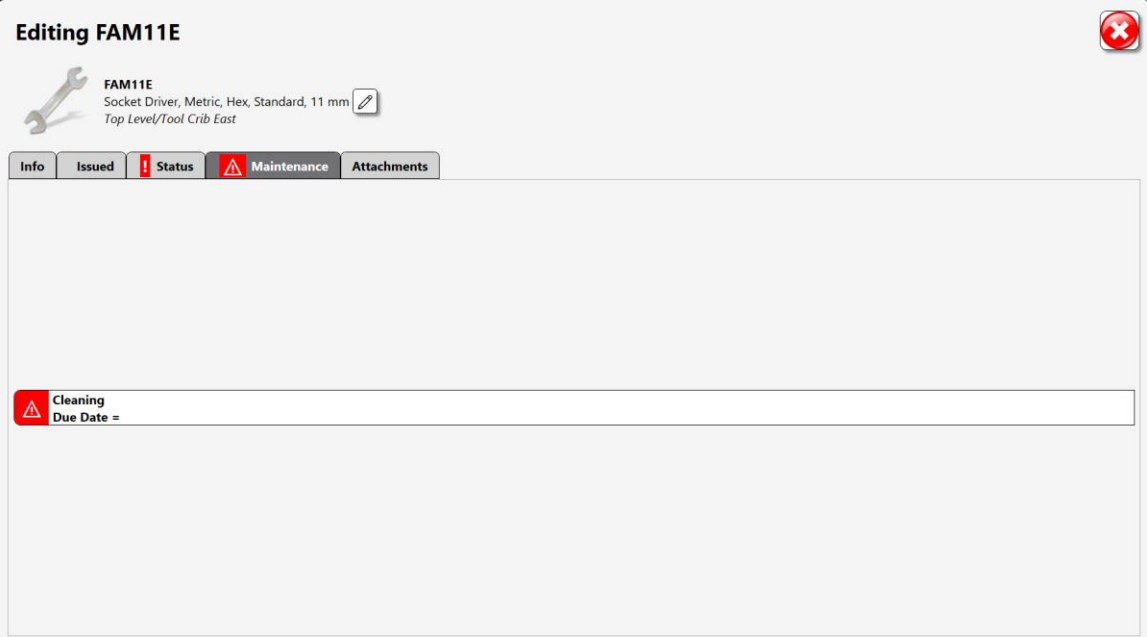 Editing FAM11E
FAM11E
Socket Driver, Metric, Hex, Standard, 11 mm
Top Level/Tool Crib East
Info Issued ! Status Maintenance Attachments
Cleaning
Due Date =